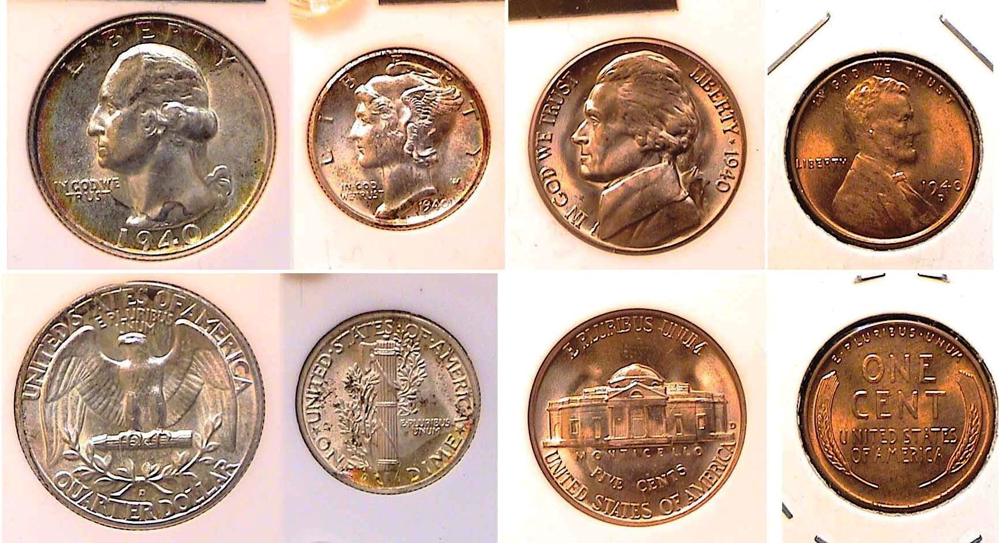 LIBERTY
IN GOD WE
TRUST
1940
LIBERTY
IN GOD
WE TRUST
1940
IN GOD WE TRUST
LIBERTY ★ 1940
IN GOD WE TRUST
LIBERTY
1940
D
UNITED STATES OF AMERICA
E PLURIBUS
UNUM
D
QUARTER DOLLAR
UNITED·STATES·OF·AMERICA
E·PLURIBUS
UNUM
ONE DIME
E PLURIBUS UNUM
D
MONTICELLO
FIVE CENTS
UNITED STATES OF AMERICA
E·PLURIBUS·UNUM
ONE
CENT
UNITED STATES
OF AMERICA